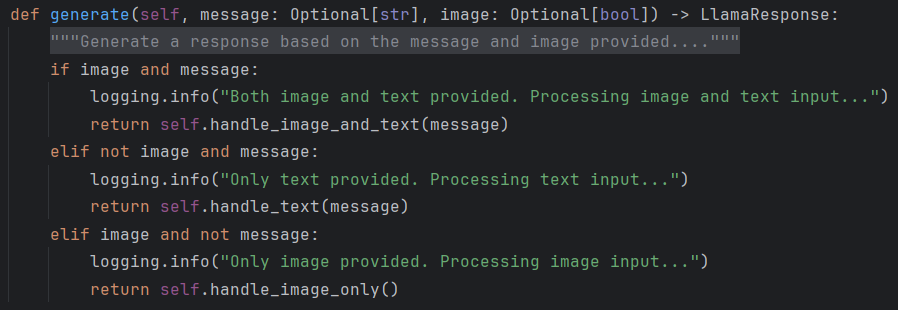 def generate(self, message: Optional[str], image: Optional[bool]) -> LlamaResponse:
    """Generate a response based on the message and image provided...."""
    if image and message:
        logging.info("Both image and text provided. Processing image and text input...")
        return self.handle_image_and_text(message)
    elif not image and message:
        logging.info("Only text provided. Processing text input...")
        return self.handle_text(message)
    elif image and not message:
        logging.info("Only image provided. Processing image input...")
        return self.handle_image_only()